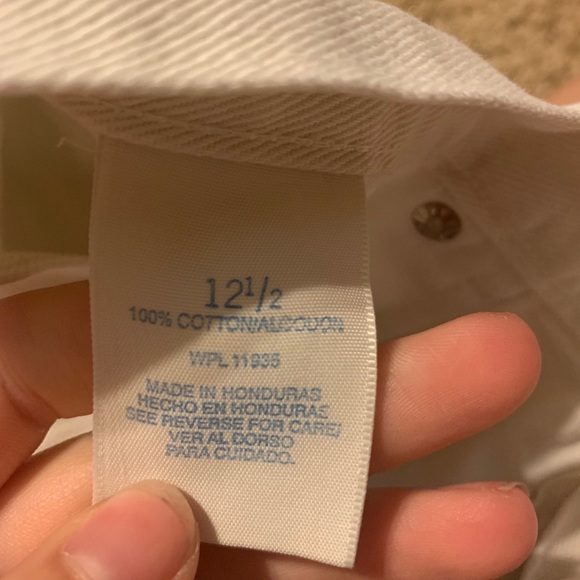 12 1/2
100% COTTON/ALGODON
WPL 11935
MADE IN HONDURAS
HECHO EN HONDURAS
SEE REVERSE FOR CARE/
VER AL DORSO
PARA CUIDADO.